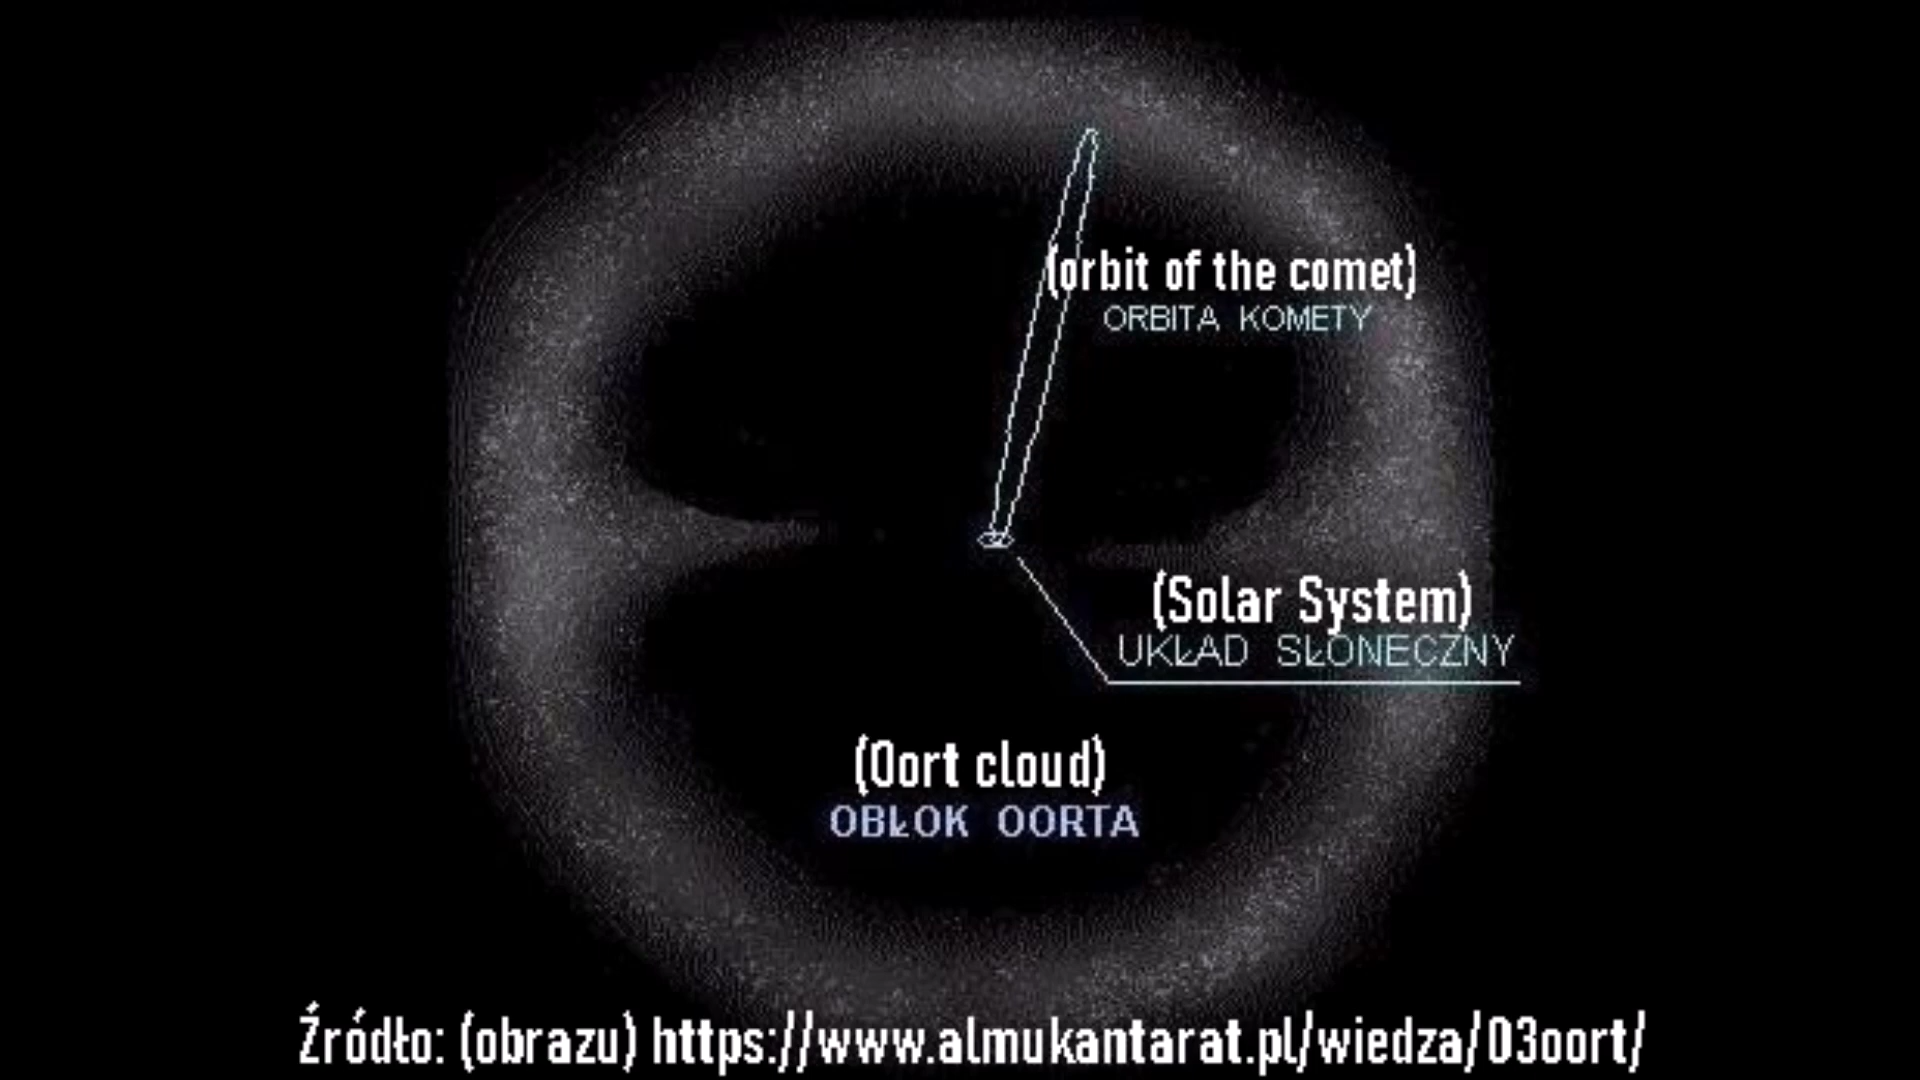 (orbit of the comet)
ORBITA KOMETY
(Solar System)
UKŁAD SŁONECZNY
(Oort cloud)
OBŁOK OORTA
Źródło: (obrazu) https://www.almukantarat.pl/wiedza/03oort/